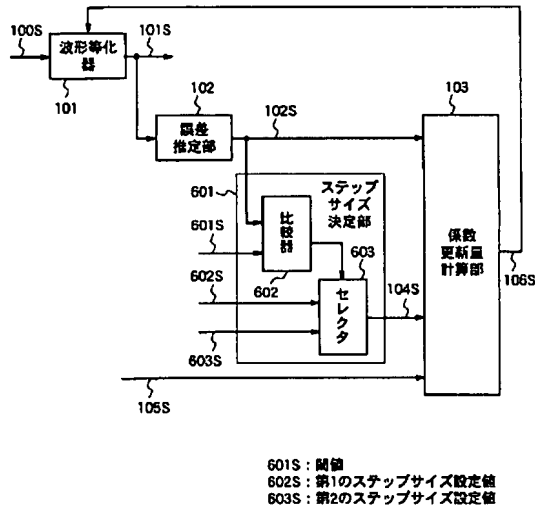 100S
波形等化
器
101S
101
102
誤差
推定部
102S
103
601
ステップ
サイズ
決定部
601S
比較器
602
603
602S
セレクタ
104S
603S
係数
更新量
計算部
106S
105S
601S：閾値
602S：第1のステップサイズ設定値
603S：第2のステップサイズ設定値